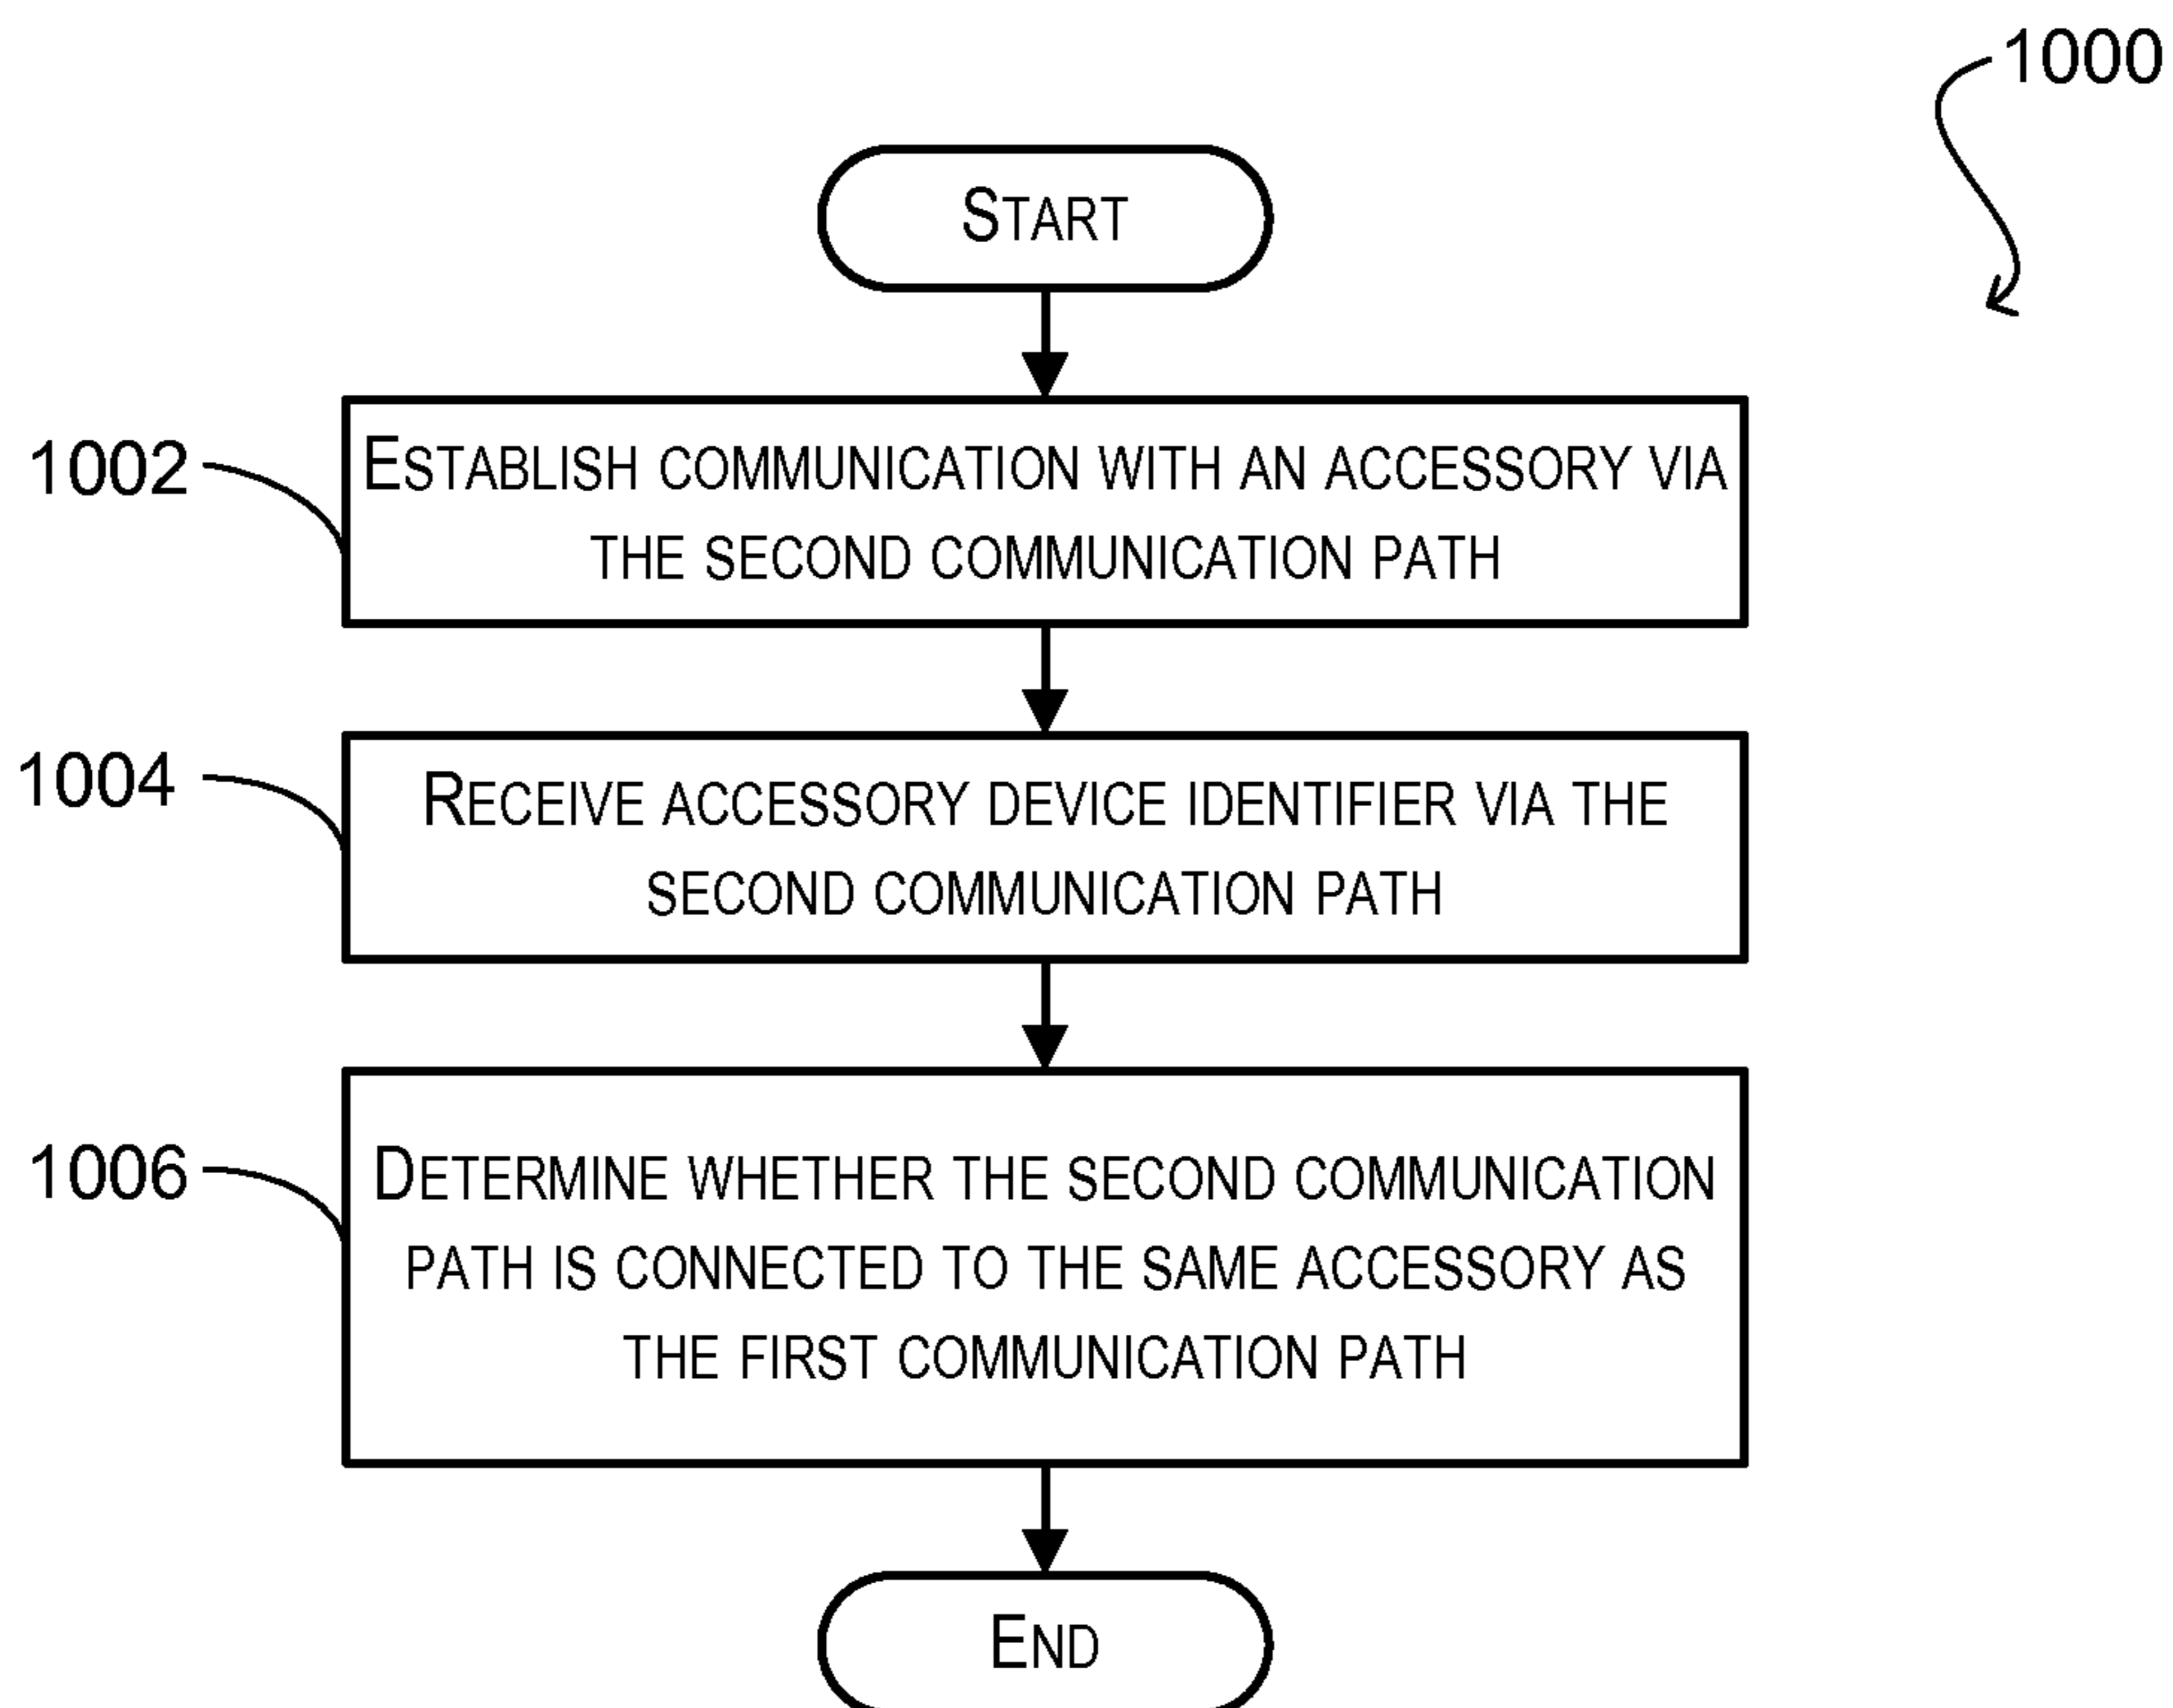 1000
START
1002
ESTABLISH COMMUNICATION WITH AN ACCESSORY VIA
THE SECOND COMMUNICATION PATH
1004
RECEIVE ACCESSORY DEVICE IDENTIFIER VIA THE
SECOND COMMUNICATION PATH
1006
DETERMINE WHETHER THE SECOND COMMUNICATION
PATH IS CONNECTED TO THE SAME ACCESSORY AS
THE FIRST COMMUNICATION PATH
END